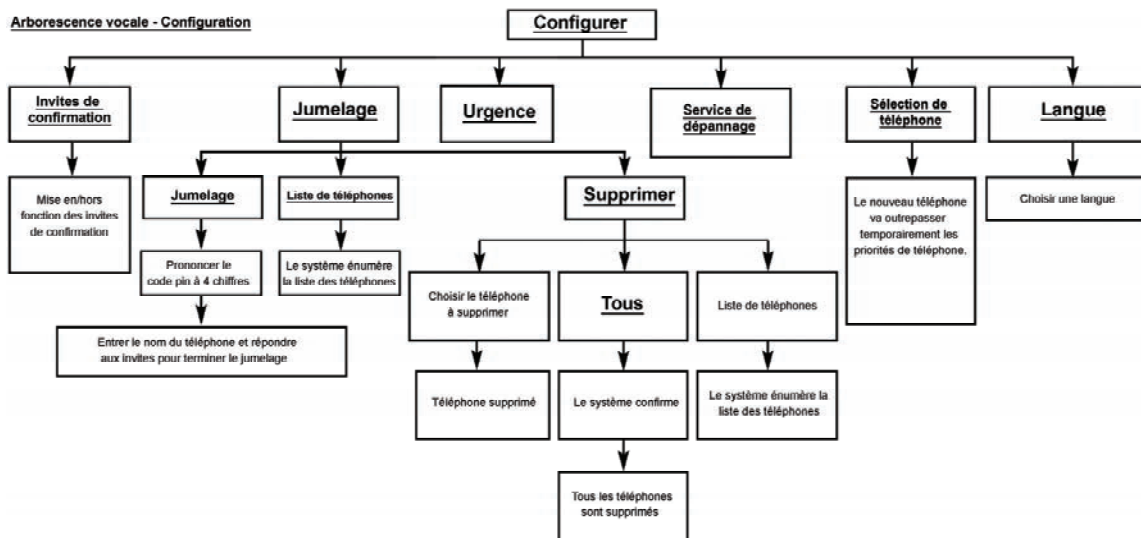 Arborescence vocale - Configuration
Configurer
Invites de
confirmation
Jumelage
Urgence
Service de
dépannage
Sélection de
téléphone
Langue
Mise en/hors
fonction des invites
de confirmation
Jumelage
Liste de téléphones
Supprimer
Le nouveau téléphone
va outrepasser
temporairement les
priorités de téléphone.
Choisir une langue
Prononcer le
code pin à 4 chiffres
Le système énumère
la liste des téléphones
Choisir le téléphone
à supprimer
Tous
Liste de téléphones
Entrer le nom du téléphone et répondre
aux invites pour terminer le jumelage
Téléphone supprimé
Le système confirme
Le système énumère la
liste des téléphones
Tous les téléphones
sont supprimés